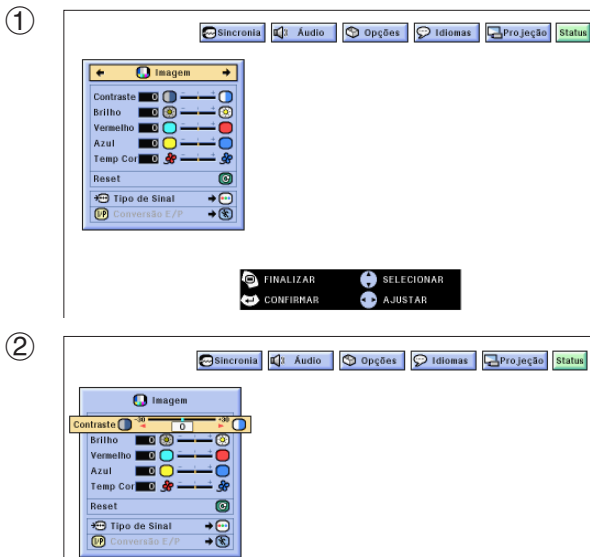 ①
Sincronia Áudio Opções Idiomas Projeção Status
Imagem
Contraste 0
Brilho 0
Vermelho 0
Azul 0
Temp Cor 0
Reset
Tipo de Sinal
I/P Conversão E/P
FINALIZAR SELECIONAR
CONFIRMAR AJUSTAR
②
Sincronia Áudio Opções Idiomas Projeção Status
Imagem
Contraste -30 0 +30
Brilho 0
Vermelho 0
Azul 0
Temp Cor 0
Reset
Tipo de Sinal
I/P Conversão E/P